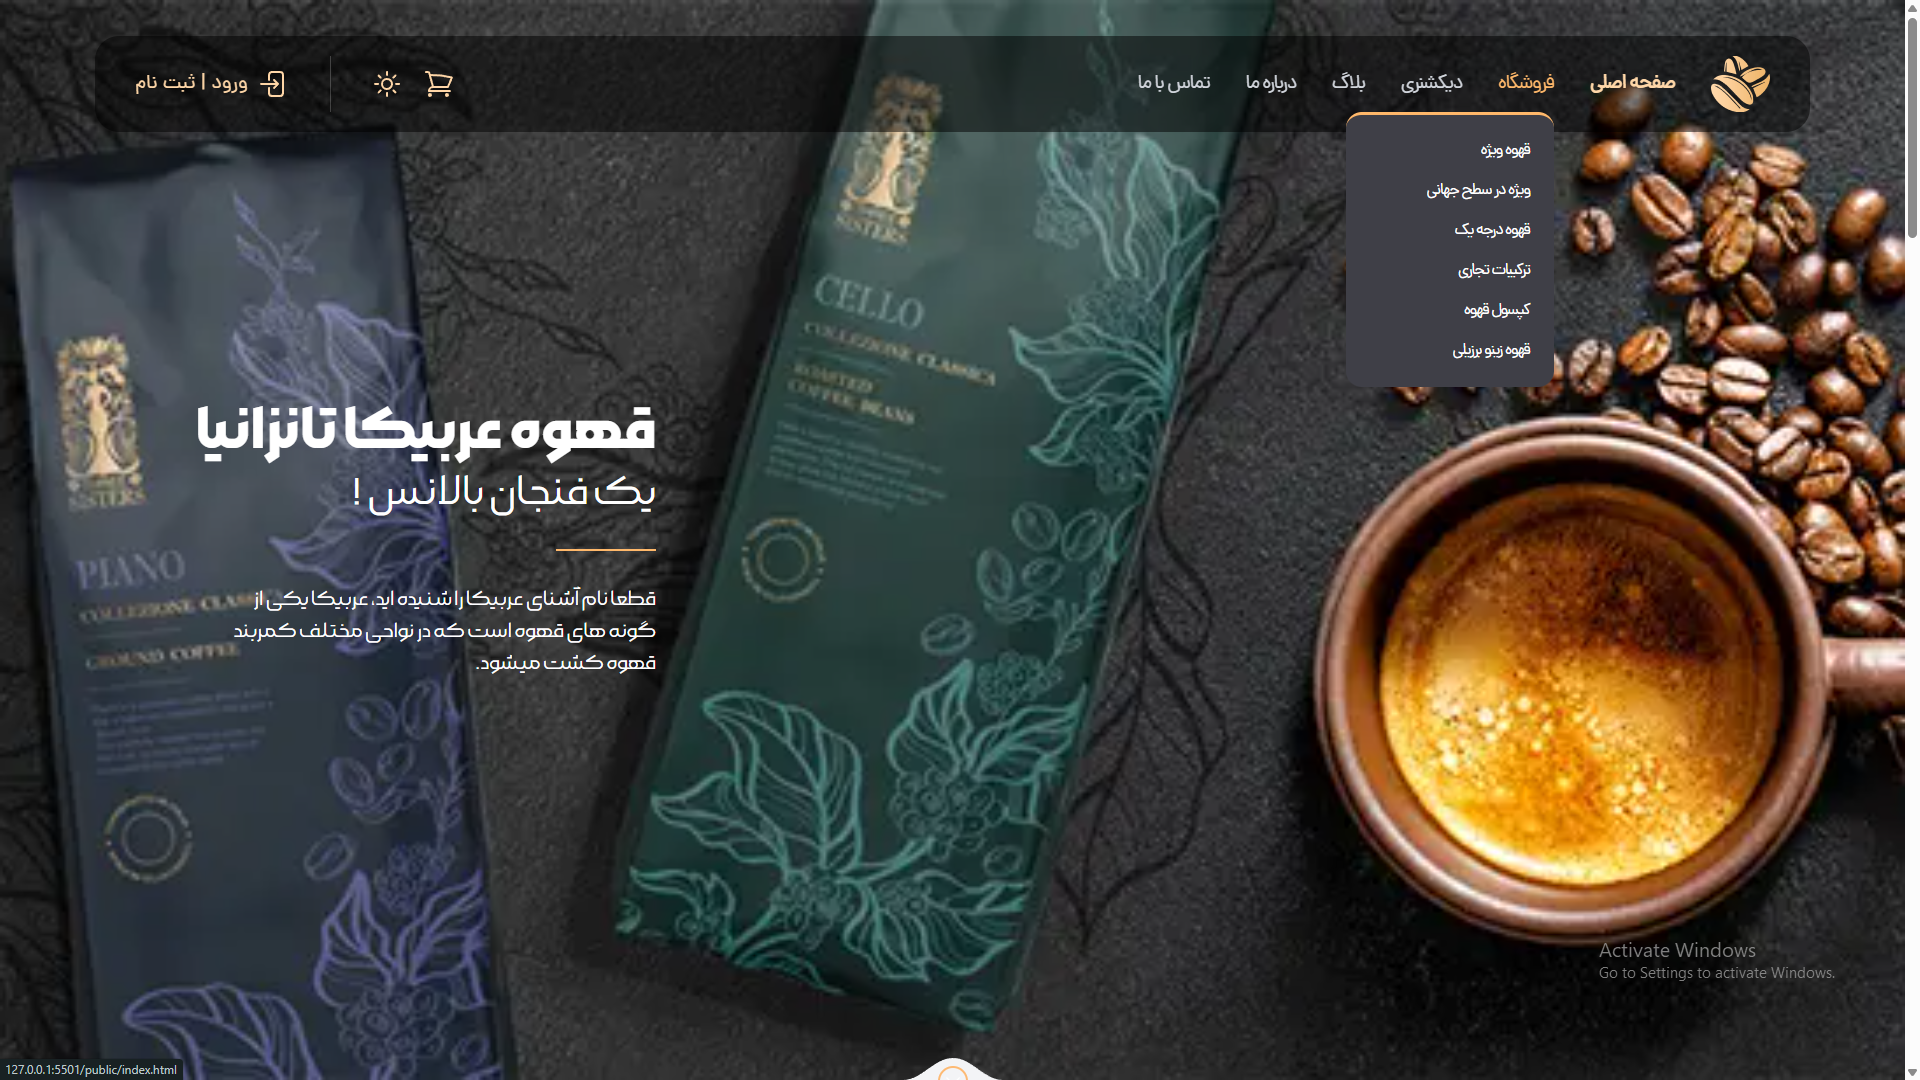 صفحه اصلی
فروشگاه
دیکشنری
بلاگ
درباره ما
تماس با ما
ورود | ثبت نام
قهوه ویژه
ویژه در سطح جهانی
قهوه درجه یک
ترکیبات تجاری
کپسول قهوه
قهوه زینو برزیلی
قهوه عربیکا تانزانیا
یک فنجان بالانس !
قطعا نام آشنای عربیکا را شنیده اید، عربیکا یکی از
گونه های قهوه است که در نواحی مختلف کمربند
قهوه کشت میشود.
SISTERS
CELLO
COLLEZIONE CLASSICA
ROASTED
COFFEE BEANS
SISTERS
PIANO
COLLEZIONE
GROUND COFFEE
Activate Windows
Go to Settings to activate Windows.
127.0.0.1:5501/public/index.html